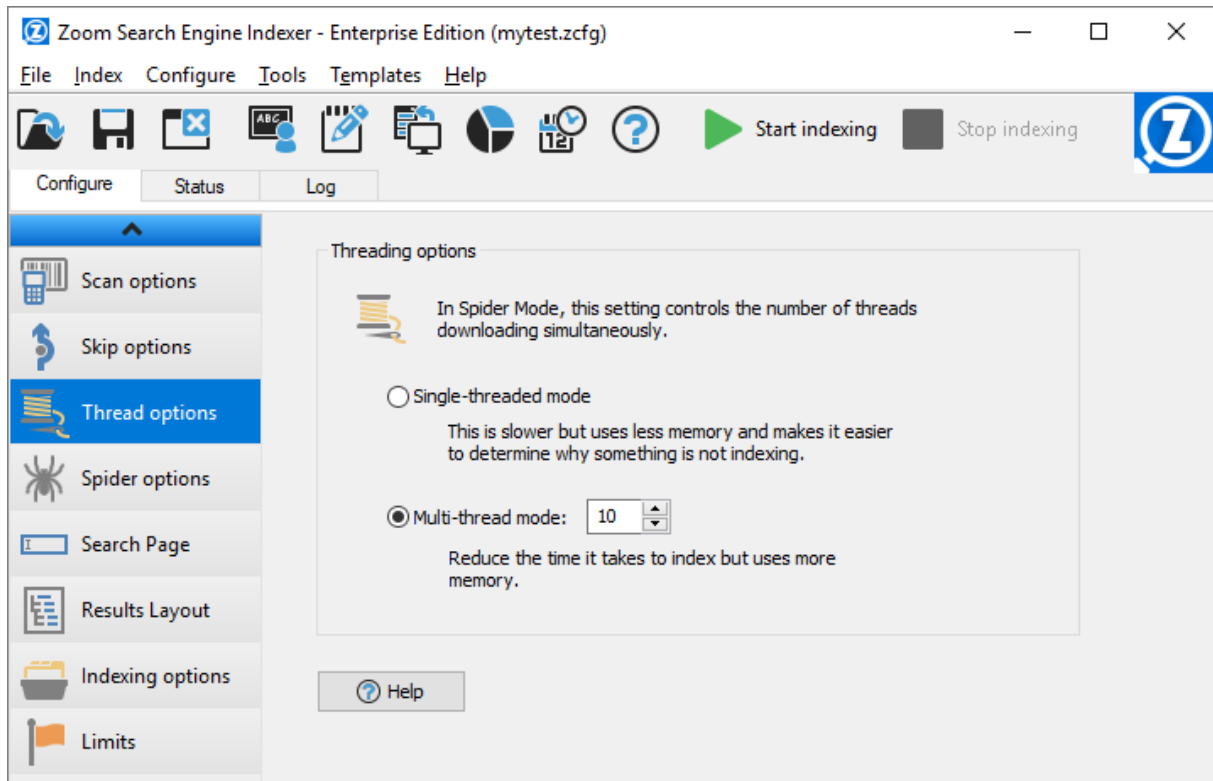 Zoom Search Engine Indexer - Enterprise Edition (mytest.zcfg)
File Index Configure Tools Templates Help
ABC
12
?
Start indexing
Stop indexing
Z
Configure
Status
Log
Scan options
Skip options
Thread options
Spider options
Search Page
Results Layout
Indexing options
Limits
Threading options
In Spider Mode, this setting controls the number of threads
downloading simultaneously.
Single-threaded mode
This is slower but uses less memory and makes it easier
to determine why something is not indexing.
Multi-thread mode: 10
Reduce the time it takes to index but uses more
memory.
? Help